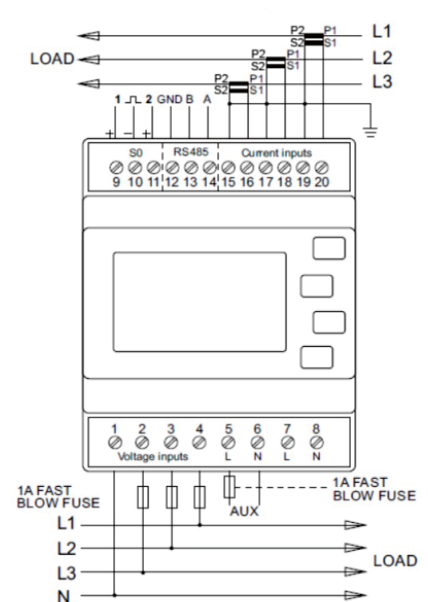 P2 P1 L1
S2 S1
LOAD P2 P1 L2
S2 S1
P2 P1 L3
S2 S1
1 2 GND B A
+ − +
S0 RS485 Current inputs
9 10 11 12 13 14 15 16 17 18 19 20
1 2 3 4 5 6 7 8
Voltage inputs L N L N
1A FAST
BLOW FUSE
1A FAST
BLOW FUSE
AUX
L1
L2
LOAD
L3
N